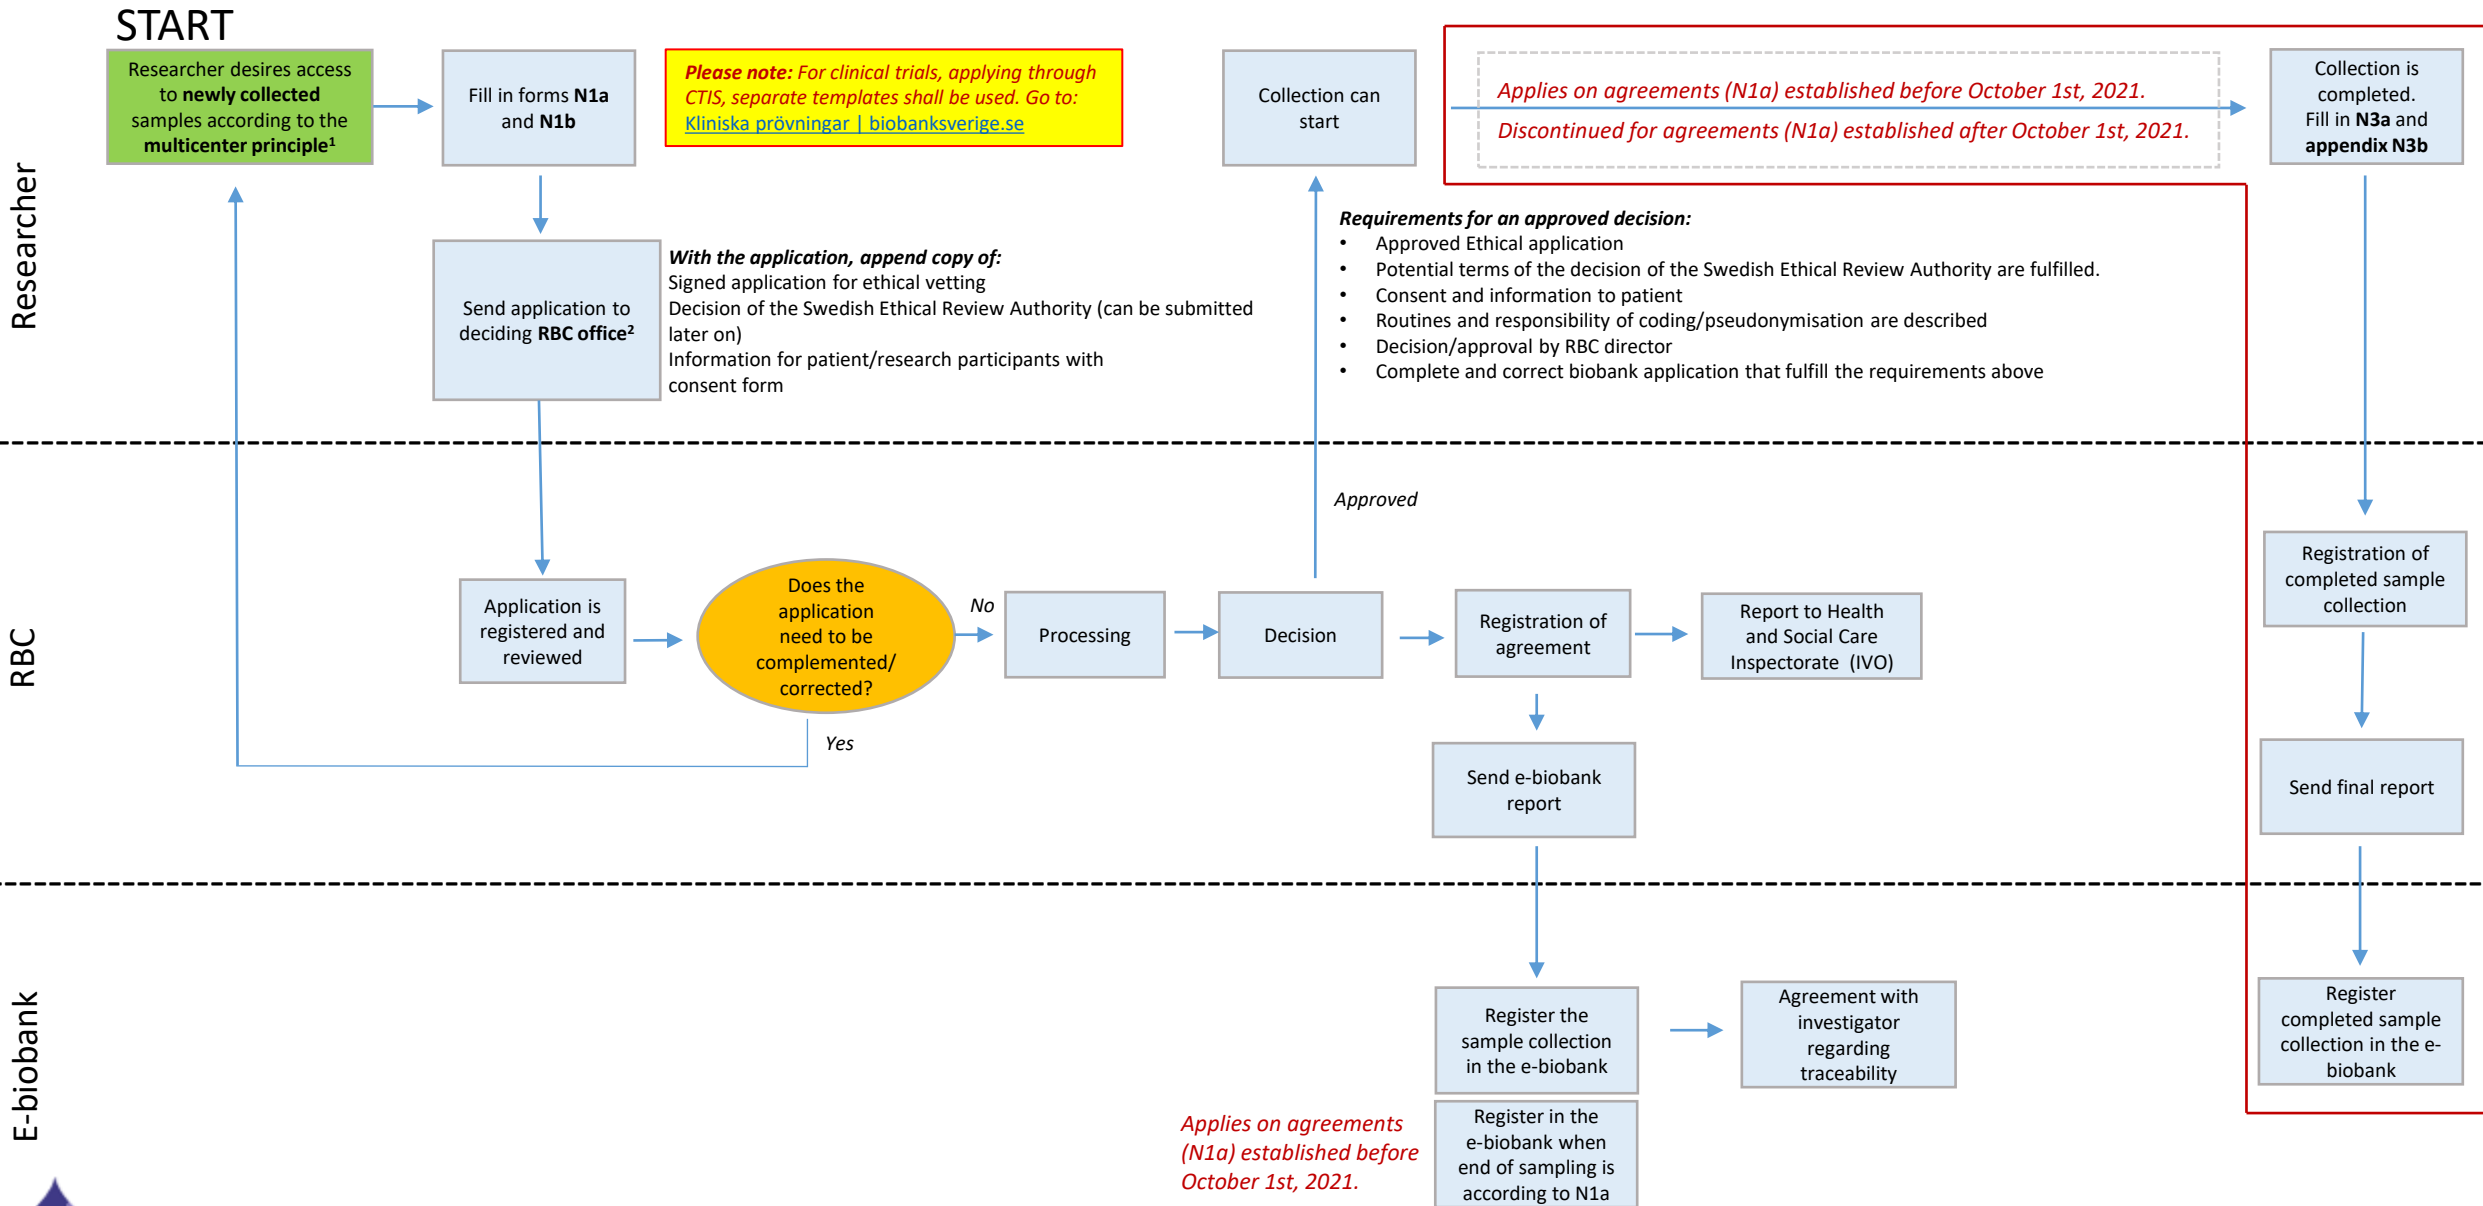 START
Researcher desires access
to newly collected
samples according to the
multicenter principle1
Fill in forms N1a
and N1b
Please note: For clinical trials, applying through
CTIS, separate templates shall be used. Go to:
Kliniska prövningar | biobanksverige.se
Collection can
start
Applies on agreements (N1a) established before October 1st, 2021.
Discontinued for agreements (N1a) established after October 1st, 2021.
Collection is
completed.
Fill in N3a and
appendix N3b
Researcher
Send application to
deciding RBC office2
With the application, append copy of:
Signed application for ethical vetting
Decision of the Swedish Ethical Review Authority (can be submitted
later on)
Information for patient/research participants with
consent form
Requirements for an approved decision:
• Approved Ethical application
• Potential terms of the decision of the Swedish Ethical Review Authority are fulfilled.
• Consent and information to patient
• Routines and responsibility of coding/pseudonymisation are described
• Decision/approval by RBC director
• Complete and correct biobank application that fulfill the requirements above
Approved
RBC
Application is
registered and
reviewed
Does the
application
need to be
complemented/
corrected?
No
Yes
Processing
Decision
Registration of
agreement
Report to Health
and Social Care
Inspectorate (IVO)
Registration of
completed sample
collection
Send e-biobank
report
Send final report
E-biobank
Register the
sample collection
in the e-biobank
Agreement with
investigator
regarding
traceability
Register
completed sample
collection in the e-
biobank
Applies on agreements
(N1a) established before
October 1st, 2021.
Register in the
e-biobank when
end of sampling is
according to N1a